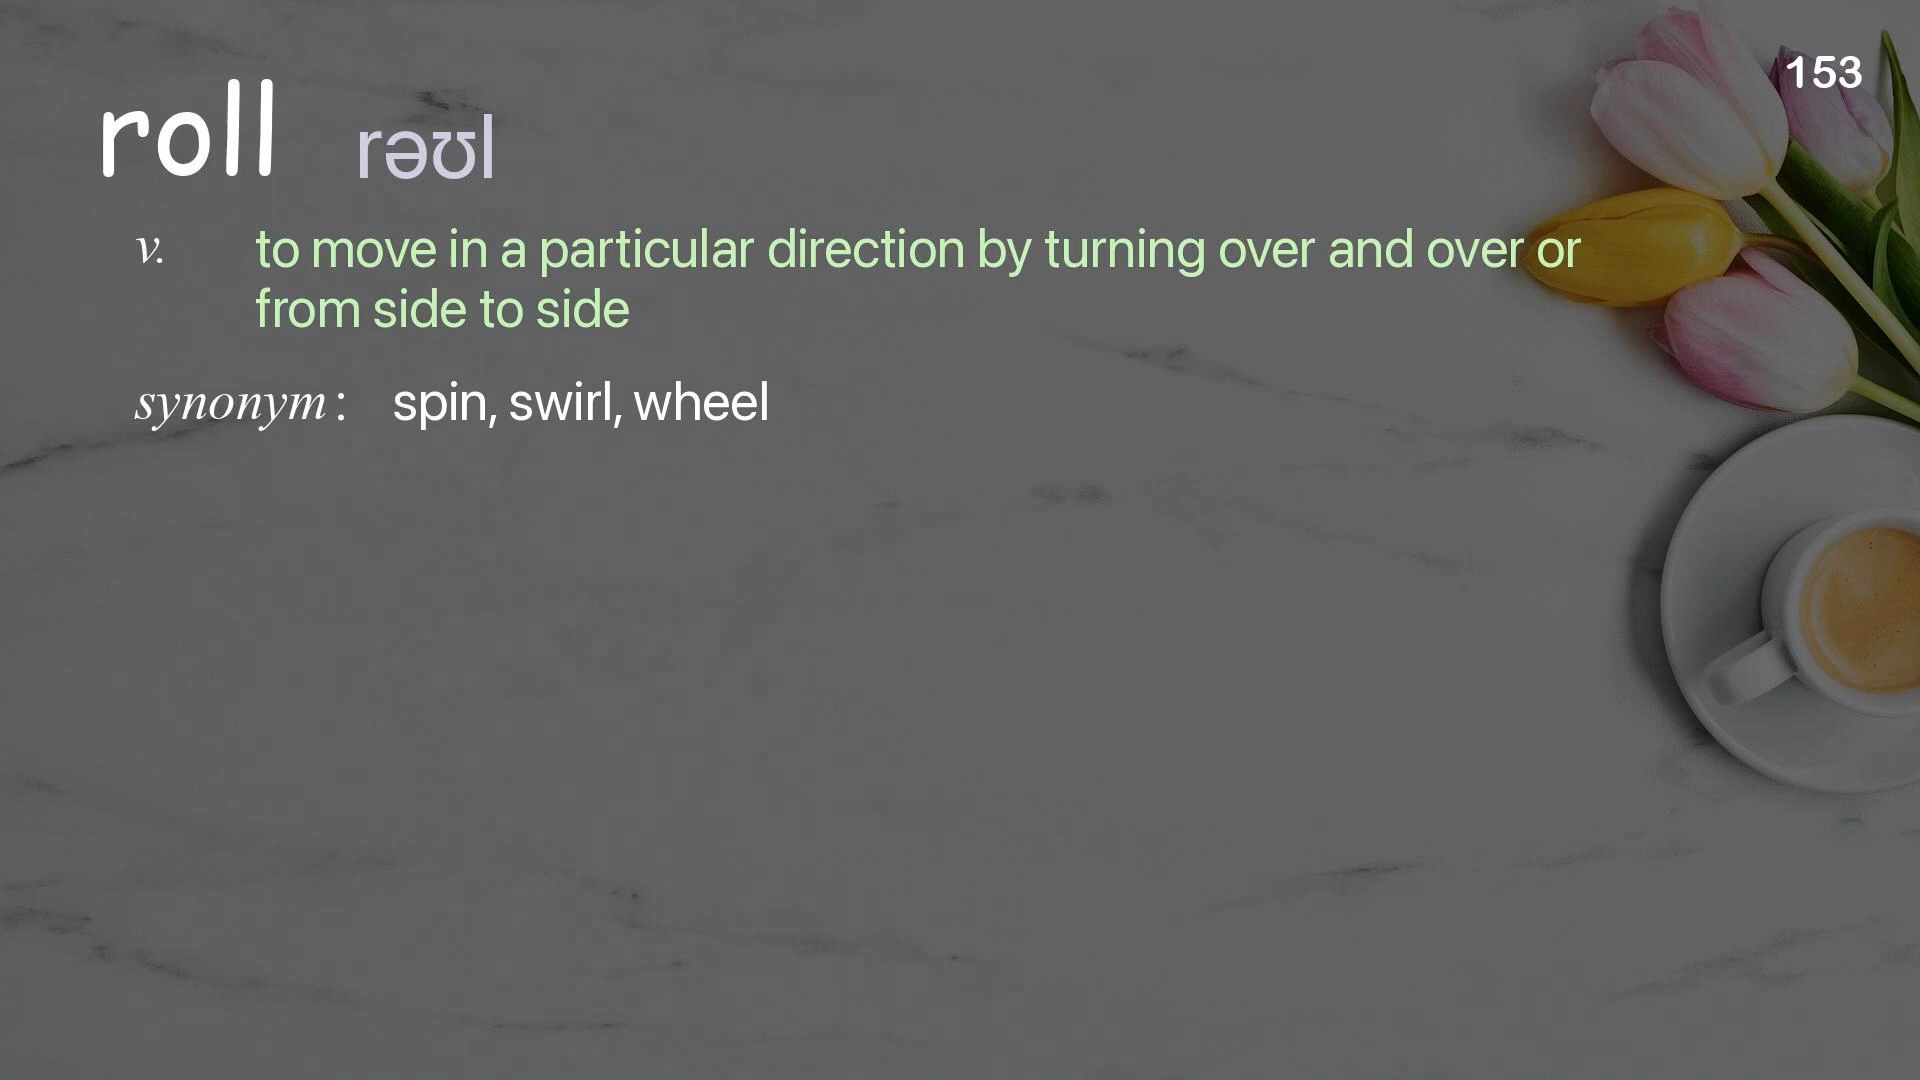 153
roll rəʊl
v. to move in a particular direction by turning over and over or
from side to side
synonym : spin, swirl, wheel